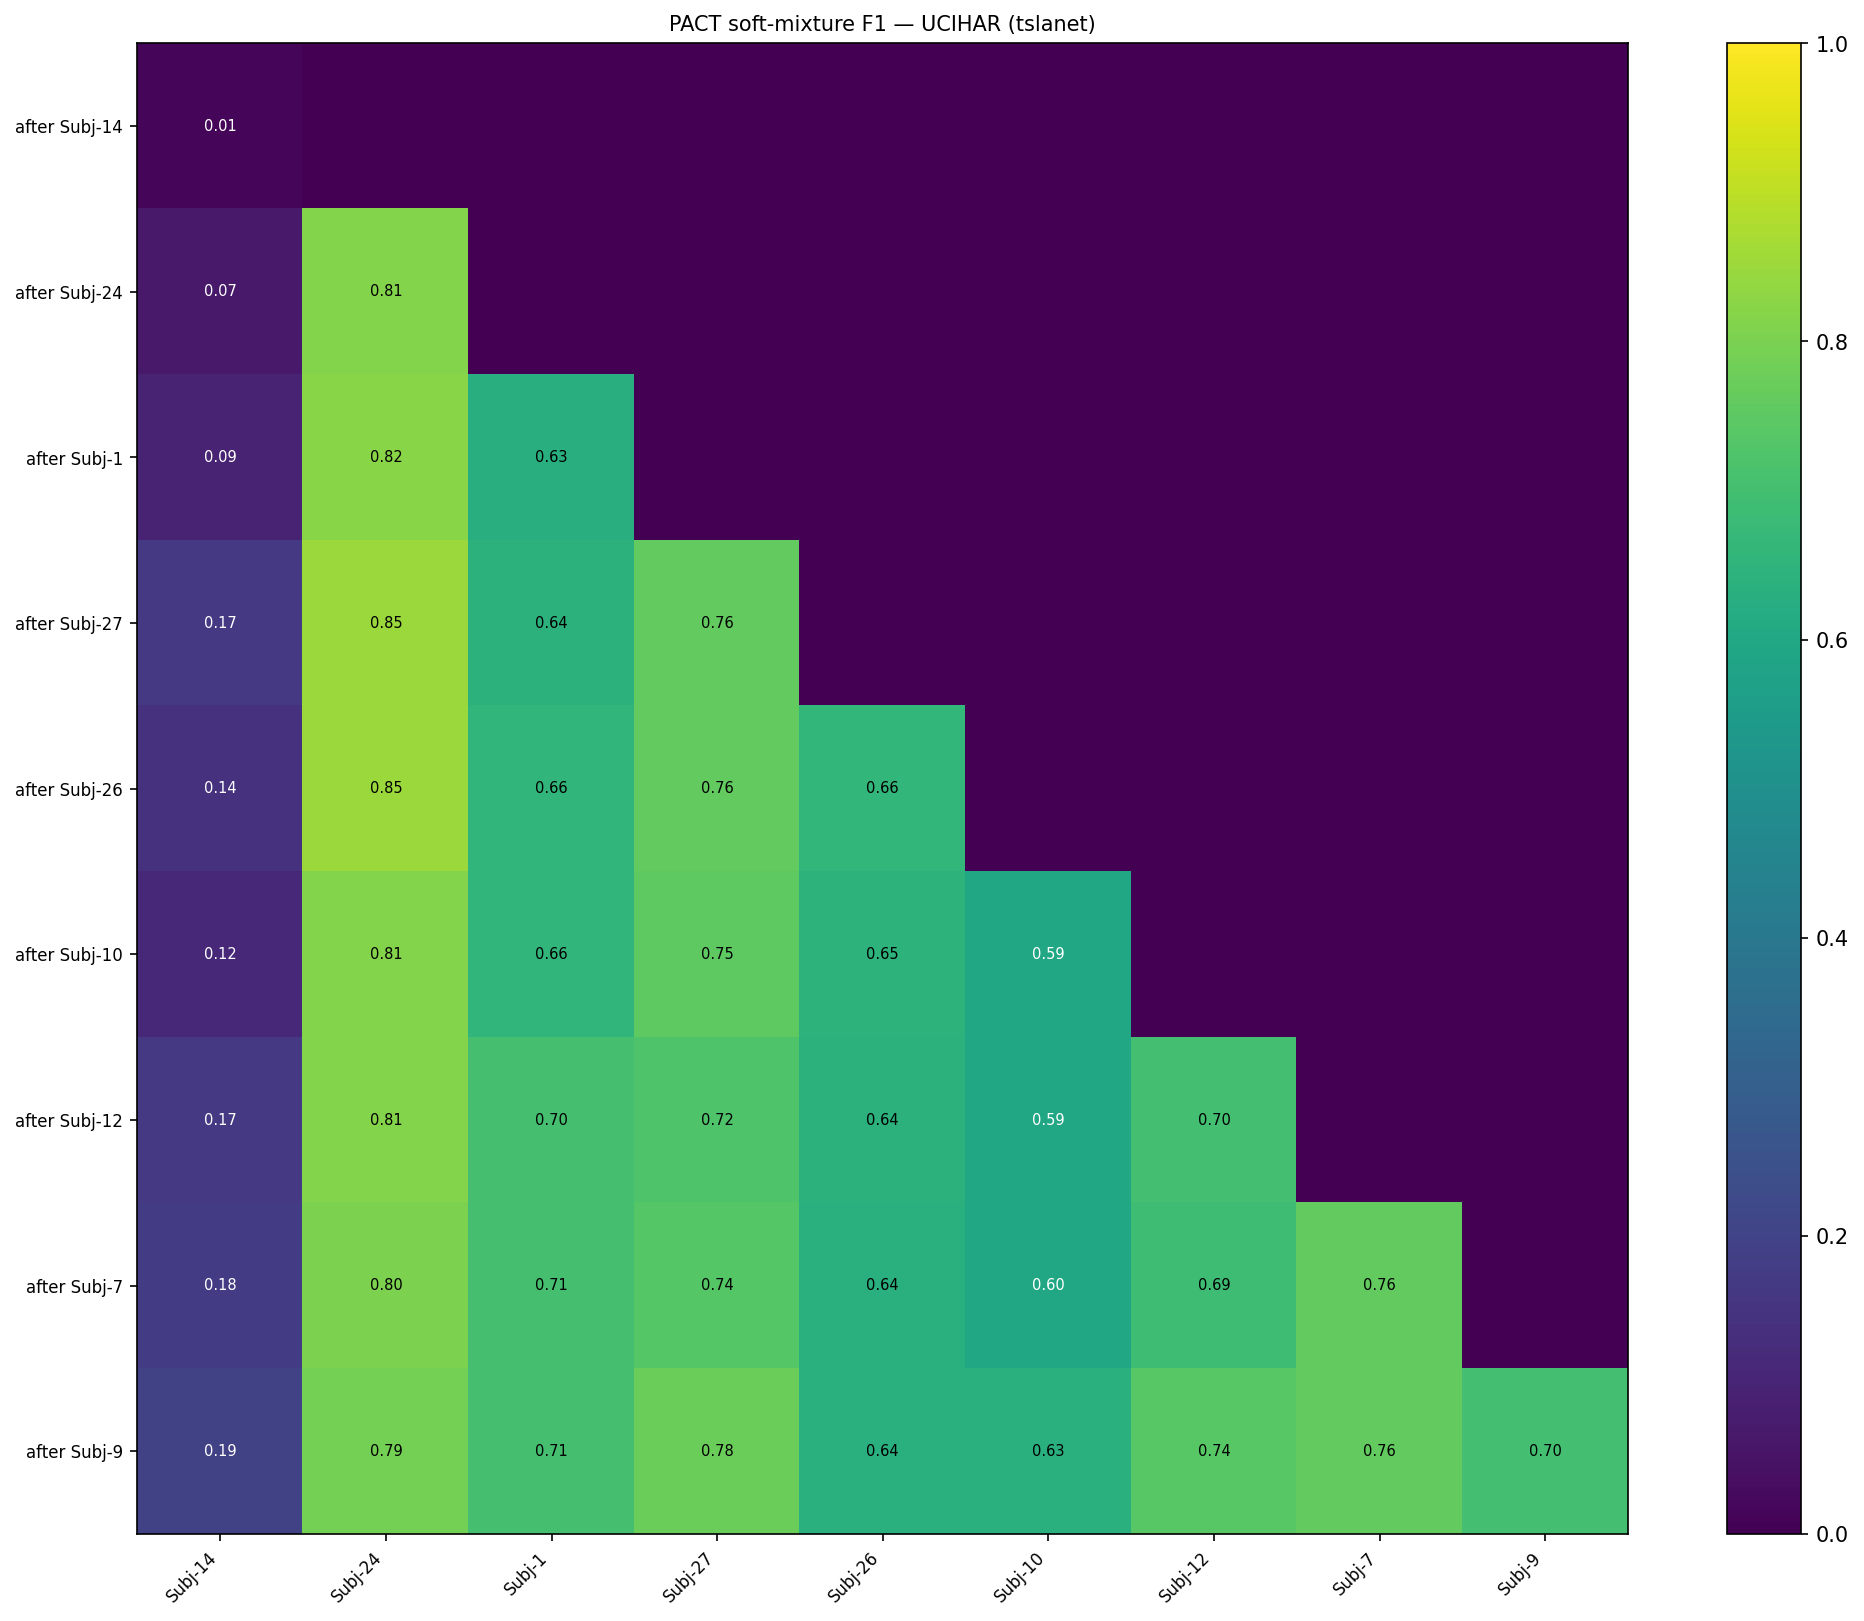 PACT soft-mixture F1 — UCIHAR (tslanet)
after Subj-14 0.01
after Subj-24 0.07 0.81
after Subj-1 0.09 0.82 0.63
after Subj-27 0.17 0.85 0.64 0.76
after Subj-26 0.14 0.85 0.66 0.76 0.66
after Subj-10 0.12 0.81 0.66 0.75 0.65 0.59
after Subj-12 0.17 0.81 0.70 0.72 0.64 0.59 0.70
after Subj-7 0.18 0.80 0.71 0.74 0.64 0.60 0.69 0.76
after Subj-9 0.19 0.79 0.71 0.78 0.64 0.63 0.74 0.76 0.70
Subj-14 Subj-24 Subj-1 Subj-27 Subj-26 Subj-10 Subj-12 Subj-7 Subj-9
1.0
0.8
0.6
0.4
0.2
0.0